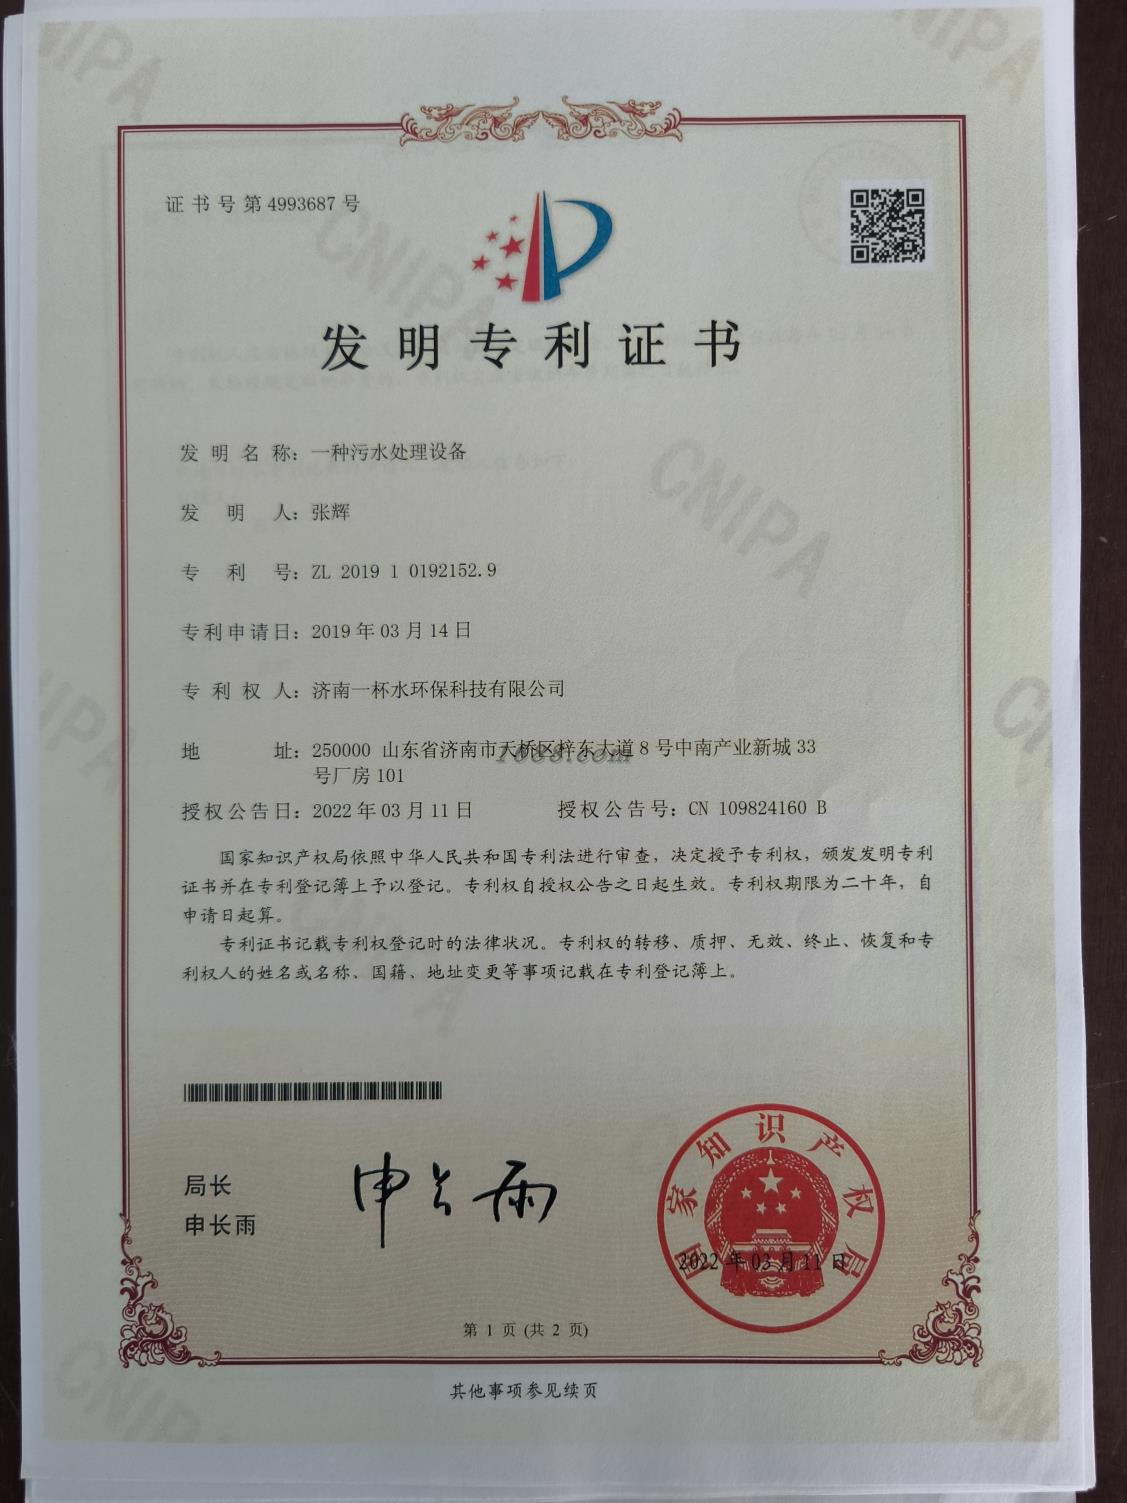 证书号第4993687号
发明专利证书
发明名称：一种污水处理设备
发明人：张辉
专利号：ZL 2019 1 0192152.9
专利申请日：2019年03月14日
专利权人：济南一杯水环保科技有限公司
地址：250000 山东省济南市天桥区梓东大道8号中南产业新城33
号厂房101
1688.com
授权公告日：2022年03月11日 授权公告号：CN 109824160 B
国家知识产权局依照中华人民共和国专利法进行审查，决定授予专利权，颁发发明专利
证书并在专利登记簿上予以登记。专利权自授权公告之日起生效。专利权期限为二十年，自
申请日起算。
专利证书记载专利权登记时的法律状况。专利权的转移、质押、无效、终止、恢复和专
利权人的姓名或名称、国籍、地址变更等事项记载在专利登记簿上。
局长
申长雨
申长雨
国家知识产权局
2022年03月11日
第 1 页 (共 2 页)
其他事项参见续页
CNIPA
CNIPA
CNIPA
CNIPA
CNIPA